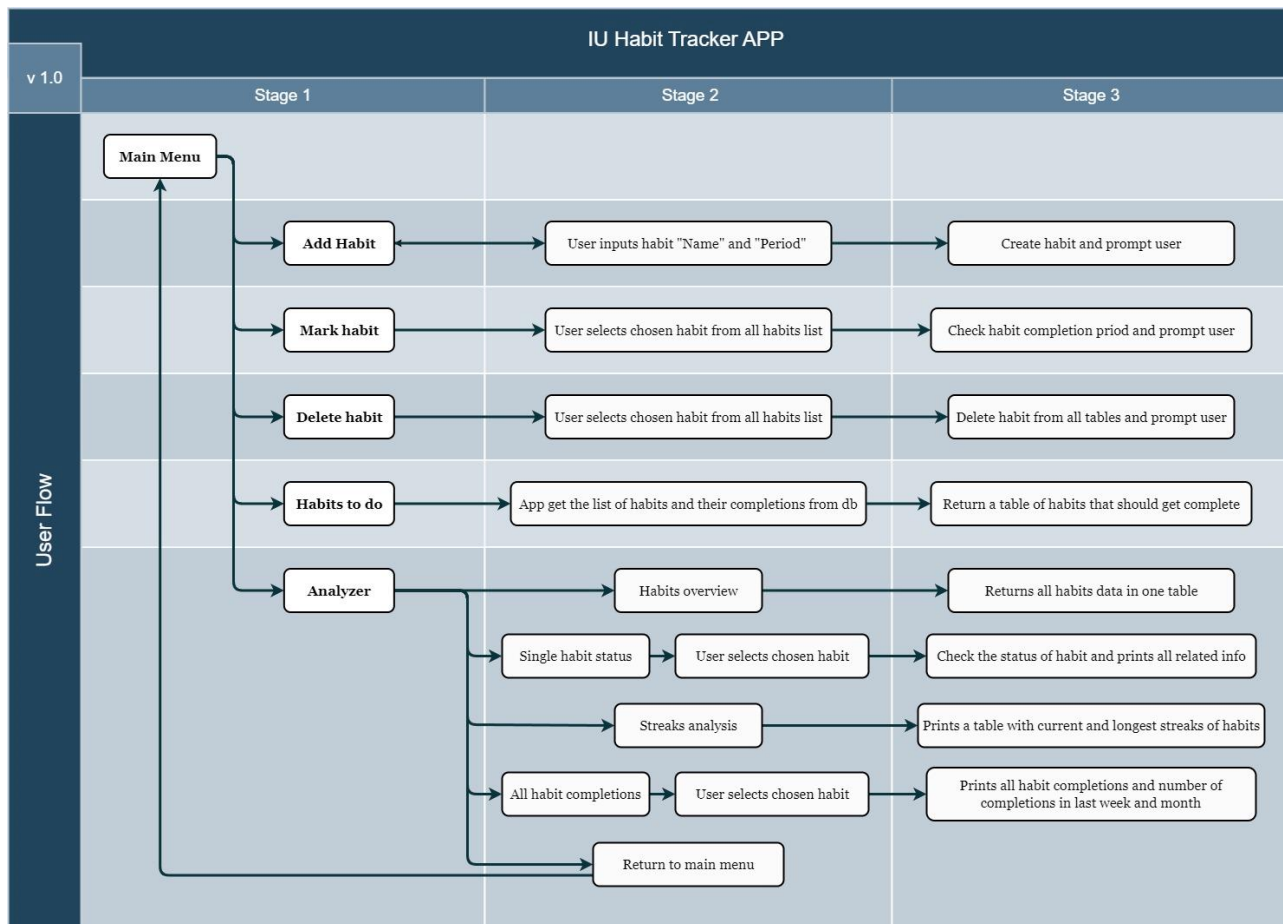 IU Habit Tracker APP
v 1.0
Stage 1
Stage 2
Stage 3
User Flow
Main Menu
Add Habit
User inputs habit "Name" and "Period"
Create habit and prompt user
Mark habit
User selects chosen habit from all habits list
Check habit completion priod and prompt user
Delete habit
User selects chosen habit from all habits list
Delete habit from all tables and prompt user
Habits to do
App get the list of habits and their completions from db
Return a table of habits that should get complete
Analyzer
Habits overview
Returns all habits data in one table
Single habit status
User selects chosen habit
Check the status of habit and prints all related info
Streaks analysis
Prints a table with current and longest streaks of habits
All habit completions
User selects chosen habit
Prints all habit completions and number of
completions in last week and month
Return to main menu